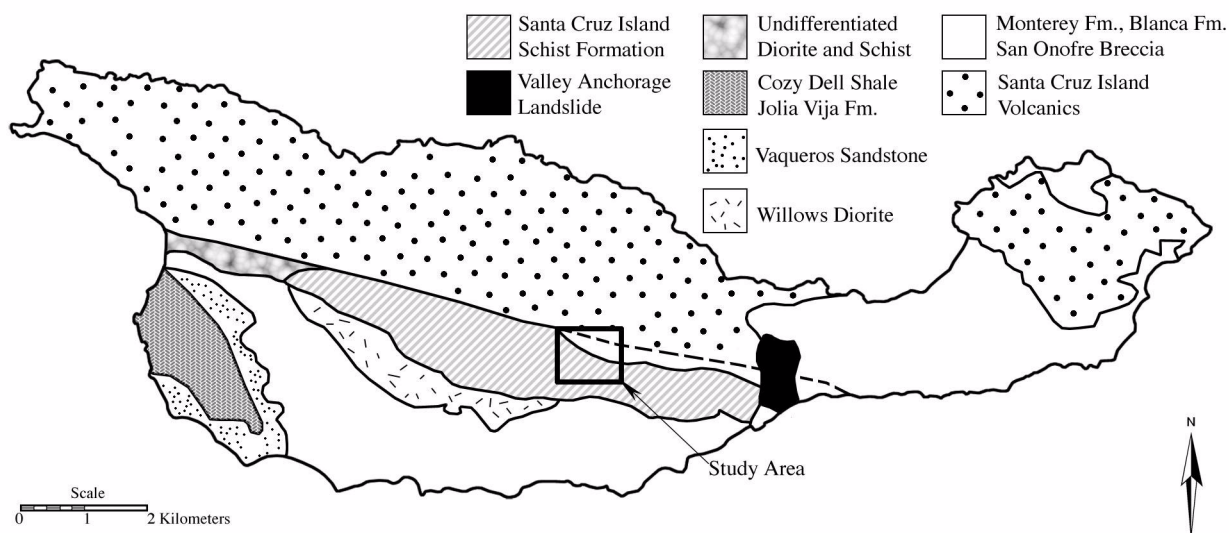 Santa Cruz Island
Schist Formation
Valley Anchorage
Landslide
Undifferentiated
Diorite and Schist
Cozy Dell Shale
Jolia Vija Fm.
Vaqueros Sandstone
Willows Diorite
Monterey Fm., Blanca Fm.
San Onofre Breccia
Santa Cruz Island
Volcanics
Study Area
N
Scale
0 1 2 Kilometers